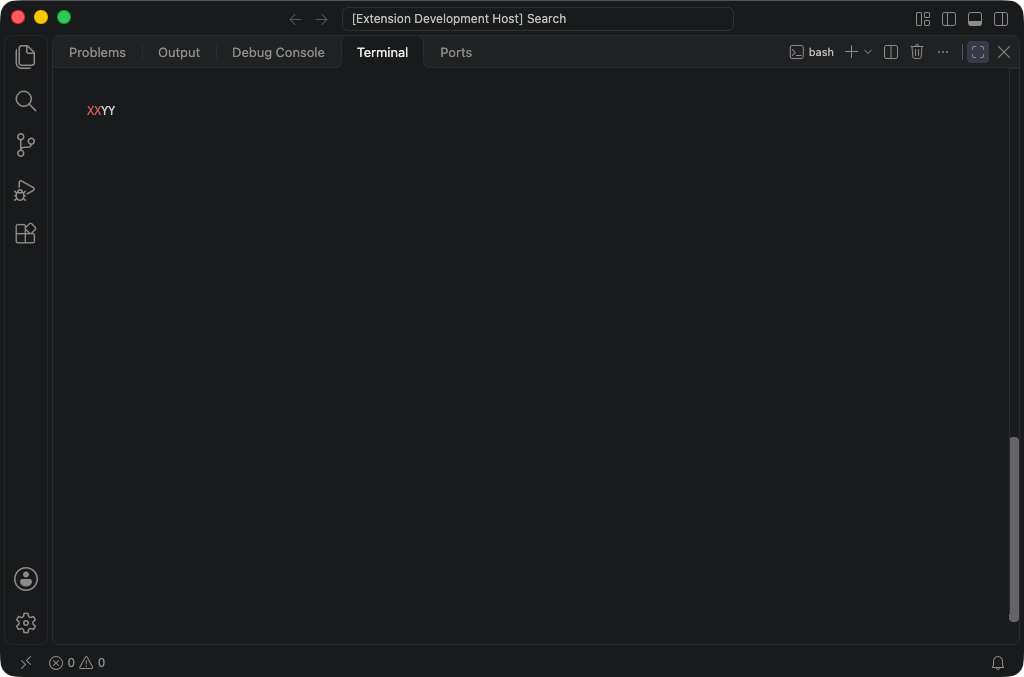 [Extension Development Host] Search
Problems
Output
Debug Console
Terminal
Ports
bash
XXYY
0
0